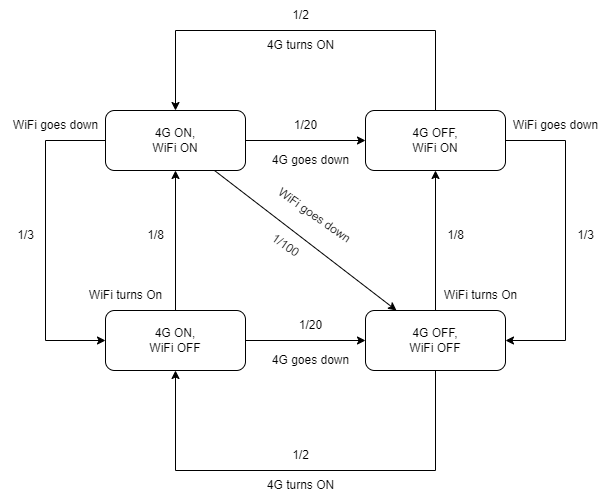 1/2
4G turns ON
WiFi goes down
WiFi goes down
4G ON,
WiFi ON
1/20
4G goes down
4G OFF,
WiFi ON
WiFi goes down
1/100
1/3
1/8
1/8
1/3
WiFi turns On
WiFi turns On
4G ON,
WiFi OFF
1/20
4G goes down
4G OFF,
WiFi OFF
1/2
4G turns ON